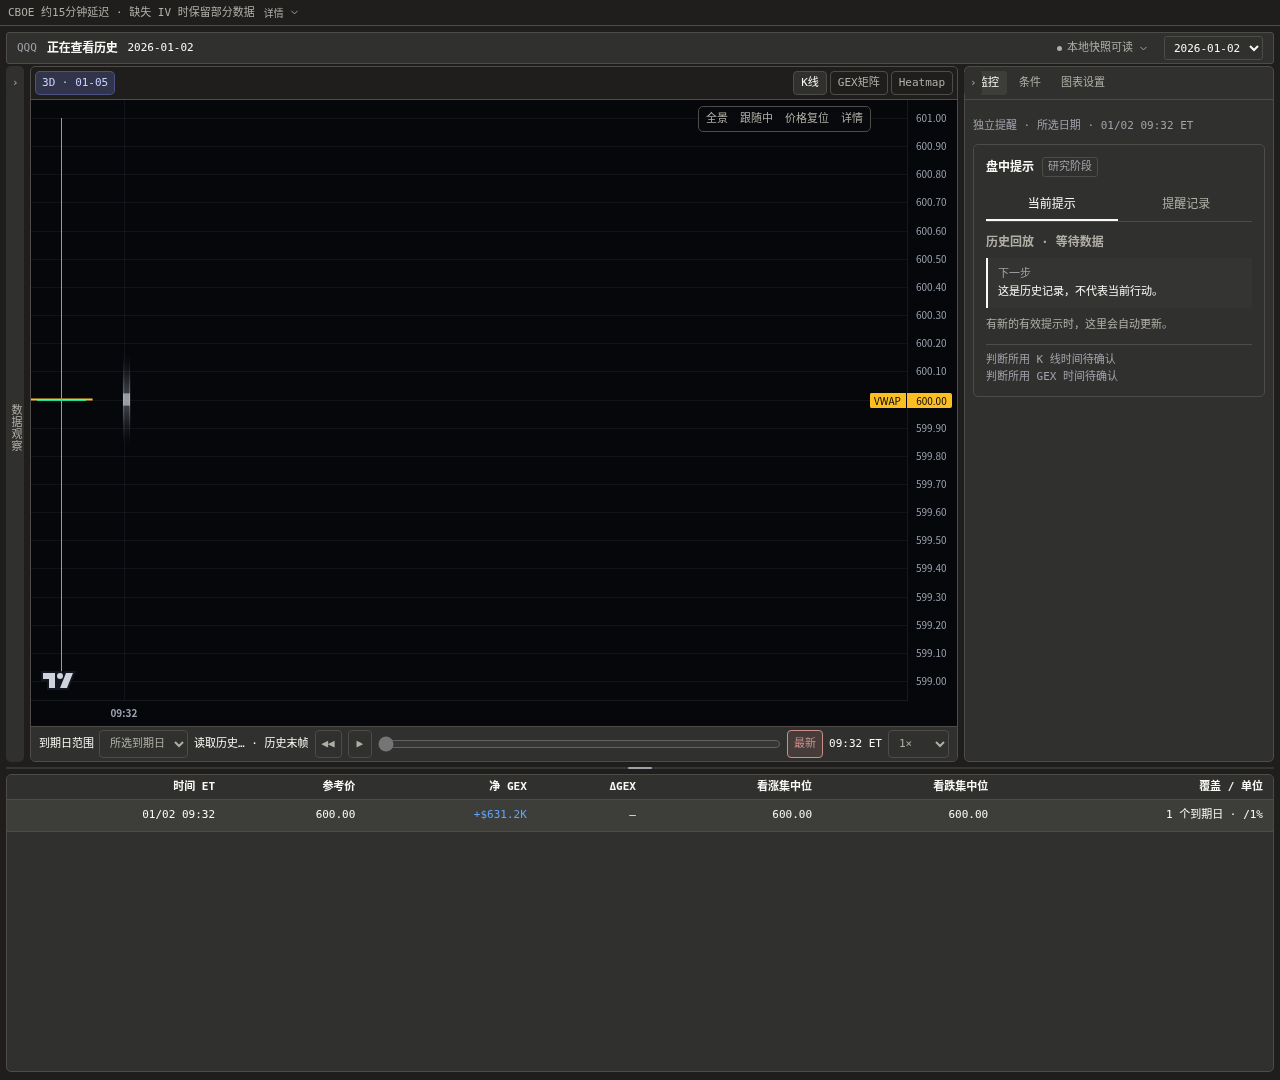 CBOE 约15分钟延迟 · 缺失 IV 时保留部分数据 详情
QQQ 正在查看历史 2026-01-02
本地快照可读
2026-01-02
3D · 01-05
K线 GEX矩阵 Heatmap
条件 图表设置
全景 跟随中 价格复位 详情
数据观察
601.00
600.90
600.80
600.70
600.60
600.50
600.40
600.30
600.20
600.10
VWAP 600.00
599.90
599.80
599.70
599.60
599.50
599.40
599.30
599.20
599.10
599.00
09:32
独立提醒 · 所选日期 · 01/02 09:32 ET
盘中提示 研究阶段
当前提示 提醒记录
历史回放 · 等待数据
下一步
这是历史记录，不代表当前行动。
有新的有效提示时，这里会自动更新。
判断所用 K 线时间待确认
判断所用 GEX 时间待确认
到期日范围 所选到期日 读取历史… · 历史末帧 最新 09:32 ET 1×
时间 ET 参考价 净 GEX ΔGEX 看涨集中位 看跌集中位 覆盖 / 单位
01/02 09:32 600.00 +$631.2K — 600.00 600.00 1 个到期日 · /1%